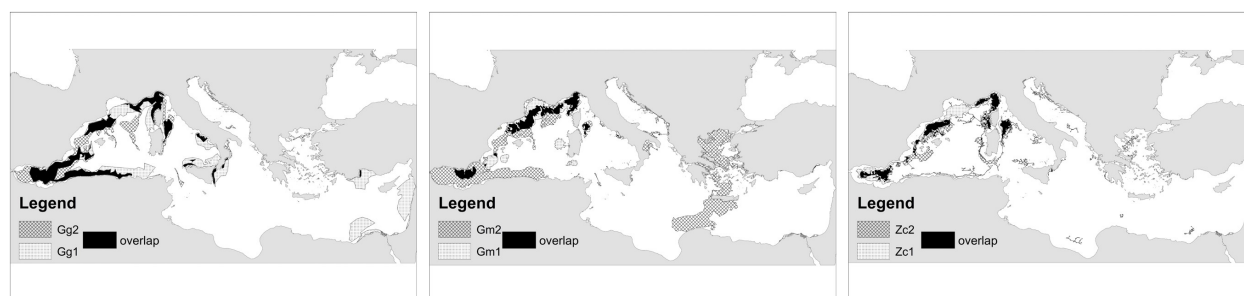 Legend
Gg2
overlap
Gg1
Legend
Gm2
overlap
Gm1
Legend
Zc2
overlap
Zc1